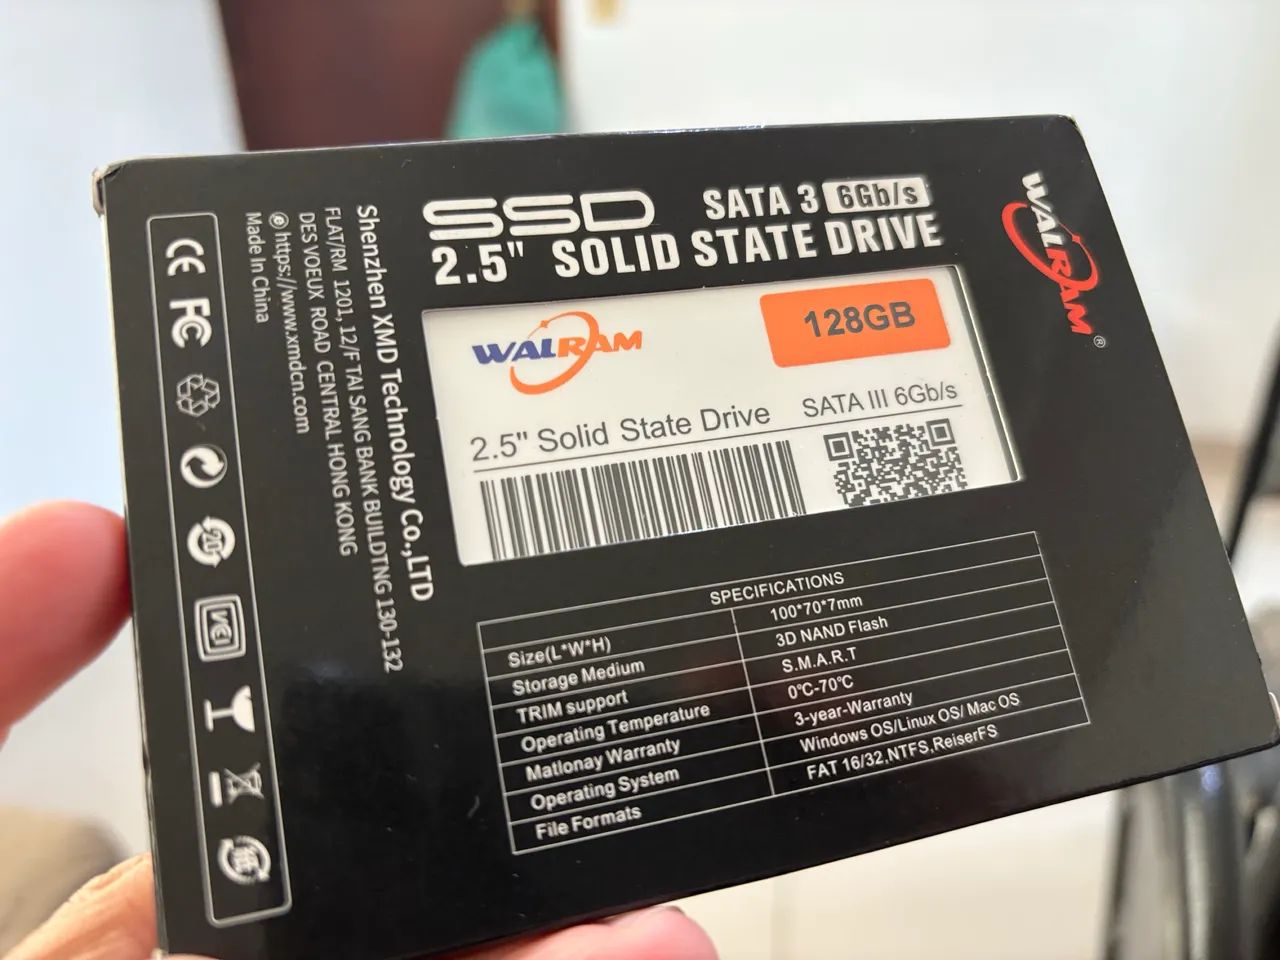 SSD
SATA 3 6Gb/s
2.5" SOLID STATE DRIVE
WALRAM®
WALRAM
128GB
2.5" Solid State Drive
SATA III 6Gb/s
SPECIFICATIONS
Size(L*W*H) 100*70*7mm
Storage Medium 3D NAND Flash
TRIM support S.M.A.R.T
Operating Temperature 0℃-70℃
Matlonay Warranty 3-year-Warranty
Operating System Windows OS/Linux OS/ Mac OS
File Formats FAT 16/32,NTFS,ReiserFS
Shenzhen XMD Technology Co.,LTD
FLAT/RM 1201, 12/F TAI SANG BANK BUILDTNG 130-132
DES VOEUX ROAD CENTRAL HONG KONG
https://www.xmdcn.com
Made In China
CE
FC
20